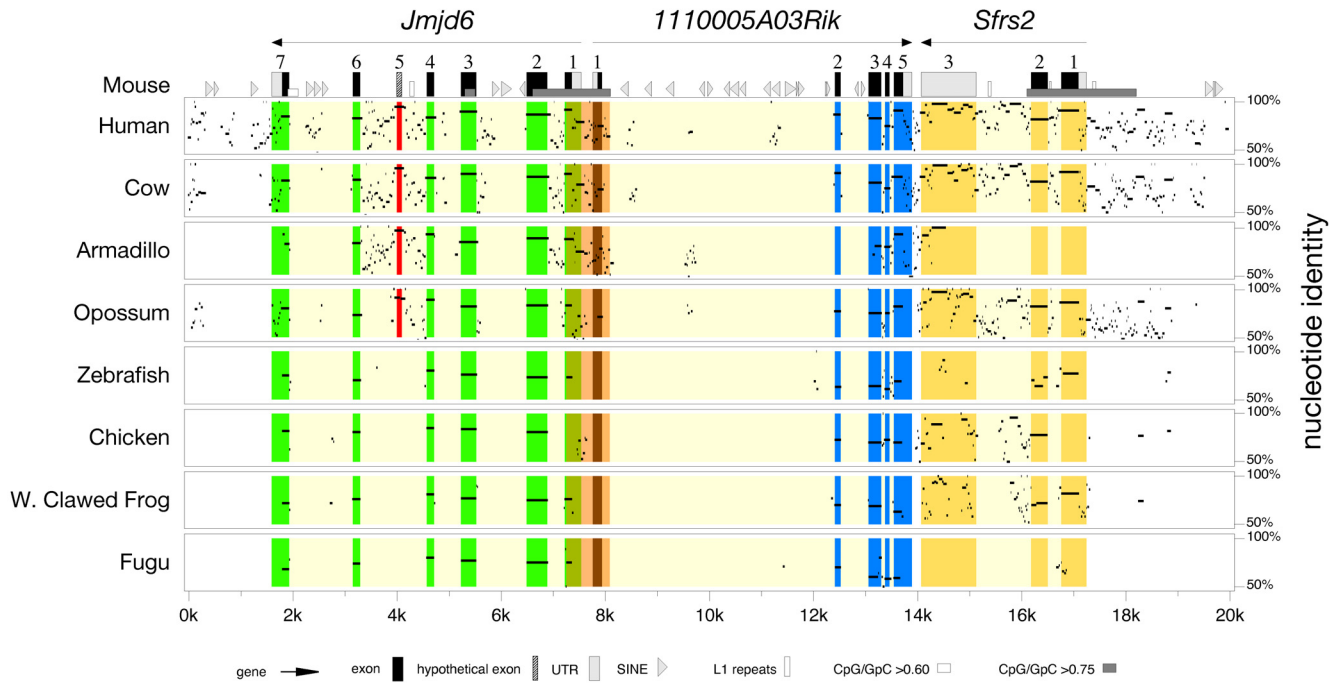 Jmjd6 1110005A03Rik Sfrs2
7 6 5 4 3 2 1 1 2 3 4 5 3 2 1
Mouse
Human 100% 50%
Cow 100% 50%
Armadillo 100% 50%
Opossum 100% 50%
Zebrafish 100% 50%
Chicken 100% 50%
W. Clawed Frog 100% 50%
Fugu 100% 50%
nucleotide identity
0k 2k 4k 6k 8k 10k 12k 14k 16k 18k 20k
gene exon hypothetical exon UTR SINE L1 repeats CpG/GpC >0.60 CpG/GpC >0.75